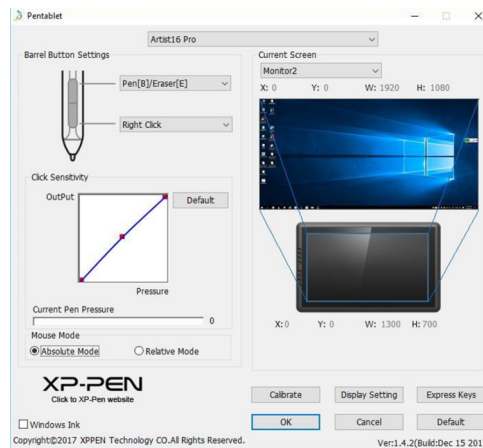 Pentablet
Artist16 Pro
Barrel Button Settings
Pen[B]/Eraser[E]
Right Click
Click Sensitivity
OutPut
Default
Pressure
Current Pen Pressure
0
Mouse Mode
Absolute Mode
Relative Mode
XP-PEN
Click to XP-Pen website
Windows Ink
Copyright©2017 XPPEN Technology CO.All Rights Reserved.
Current Screen
Monitor2
X: 0 Y: 0 W: 1920 H: 1080
X: 0 Y: 0 W: 1300 H: 700
Calibrate Display Setting Express Keys
OK Cancel Default
Ver:1.4.2(Build:Dec 15 201